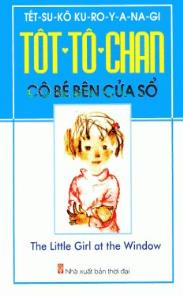 TÉT-SU-KÔ KU-RO-Y-A-NA-GI
TÔT-TÔ-CHAN
CÔ BÉ BÊN CỬA SỔ
The Little Girl at the Window
Nhà xuất bản thời đại